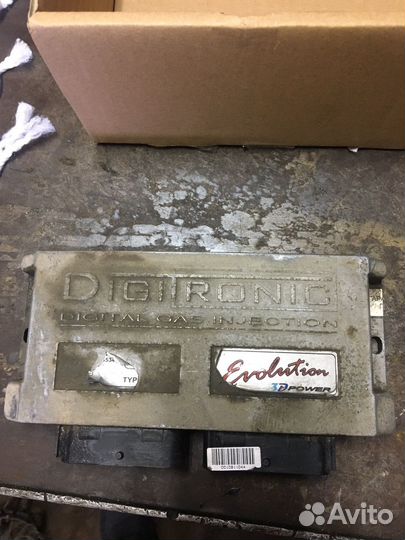 DIGITRONIC
DIGITAL GAS INJECTION
TYP
Evolution
3D POWER
Avito